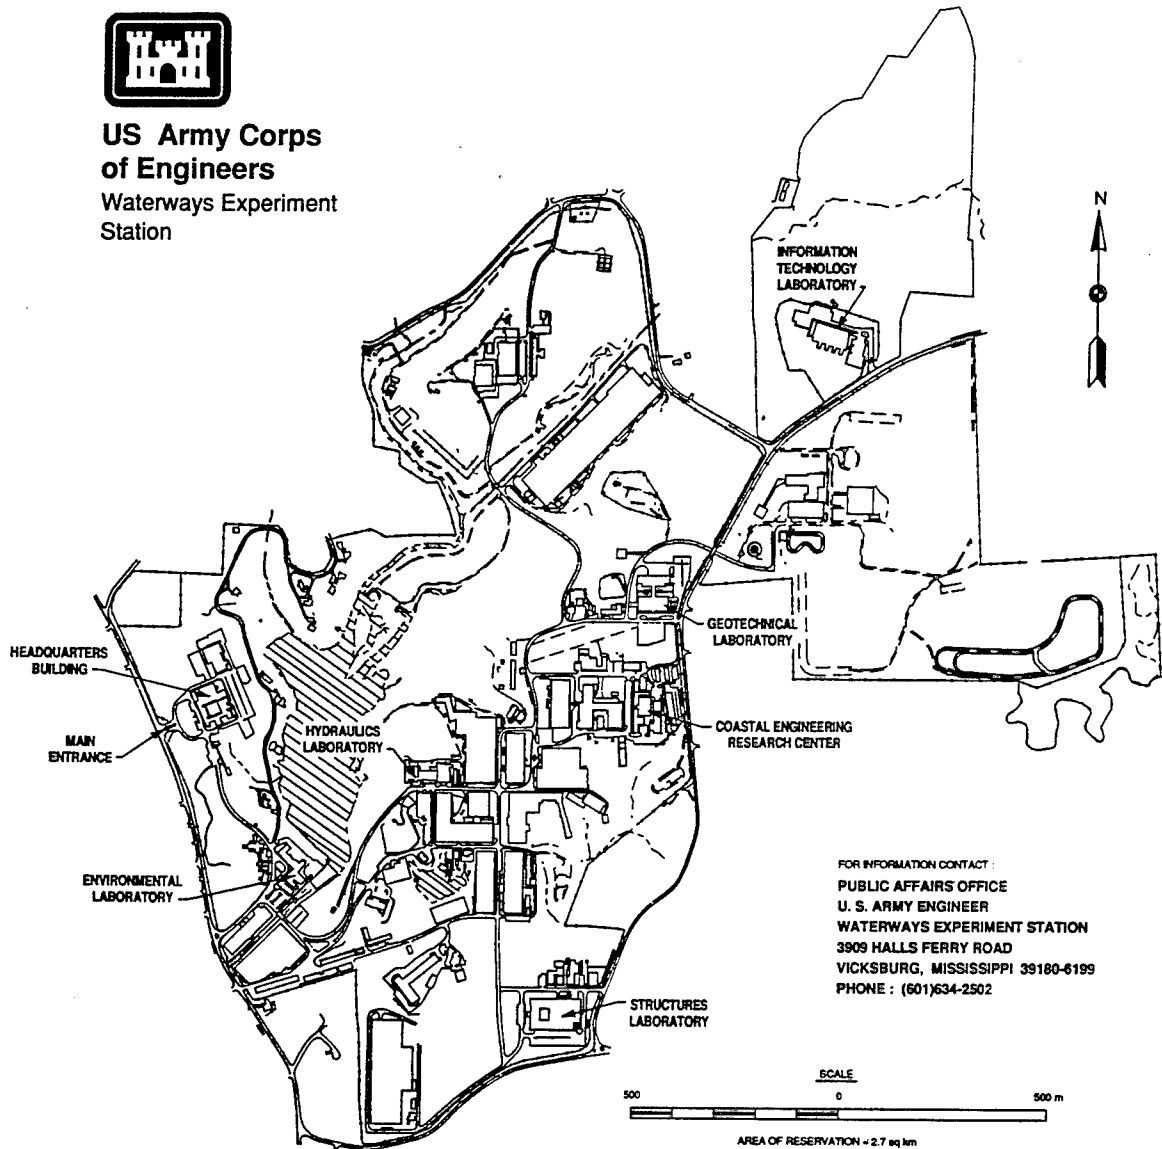 US Army Corps
of Engineers
Waterways Experiment
Station
N
INFORMATION
TECHNOLOGY
LABORATORY
GEOTECHNICAL
LABORATORY
HEADQUARTERS
BUILDING
MAIN
ENTRANCE
HYDRAULICS
LABORATORY
COASTAL ENGINEERING
RESEARCH CENTER
ENVIRONMENTAL
LABORATORY
STRUCTURES
LABORATORY
FOR INFORMATION CONTACT :
PUBLIC AFFAIRS OFFICE
U. S. ARMY ENGINEER
WATERWAYS EXPERIMENT STATION
3909 HALLS FERRY ROAD
VICKSBURG, MISSISSIPPI 39180-6199
PHONE : (601)634-2502
SCALE
500 0 500 m
AREA OF RESERVATION = 2.7 sq km